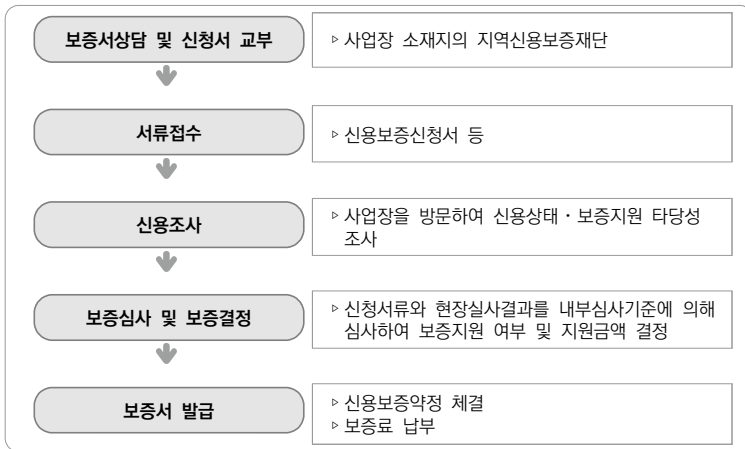 보증서상담 및 신청서 교부
▹사업장 소재지의 지역신용보증재단
서류접수
▹신용보증신청서 등
신용조사
▹사업장을 방문하여 신용상태·보증지원 타당성
조사
보증심사 및 보증결정
▹신청서류와 현장실사결과를 내부심사기준에 의해
심사하여 보증지원 여부 및 지원금액 결정
보증서 발급
▹신용보증약정 체결
▹보증료 납부